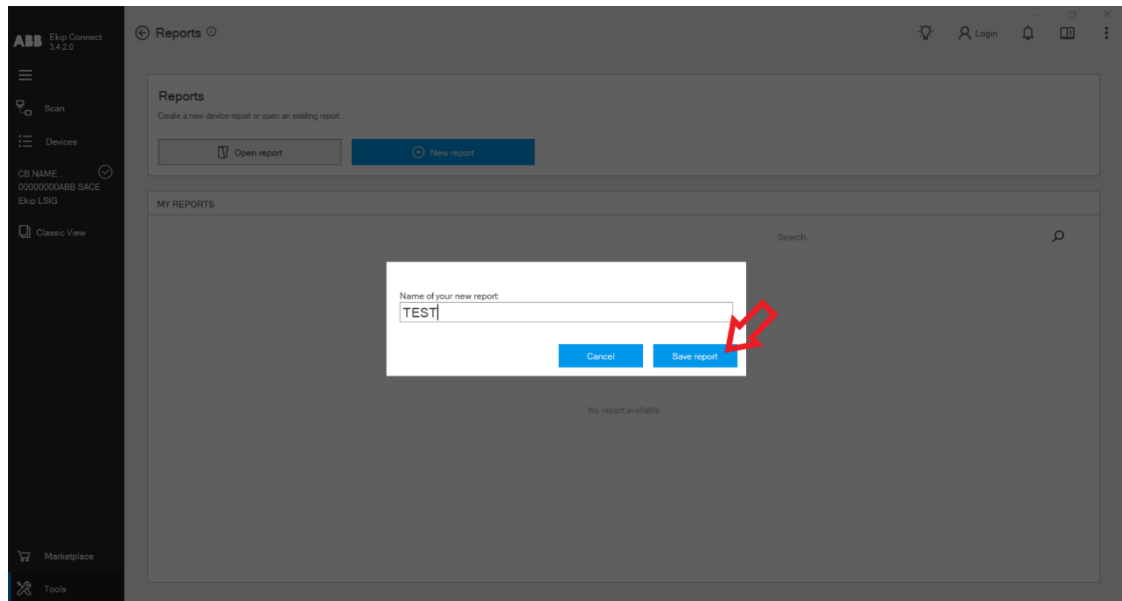 ABB
Ekip Connect
3.4.2.0
Reports
Login
Scan
Devices
CB NAME...
00000000ABB SACE
Ekip LSIG
Classic View
Reports
Create a new device report or open an existing report.
Open report
New report
MY REPORTS
Search...
Name of your new report:
TEST
Cancel
Save report
No report available
Marketplace
Tools